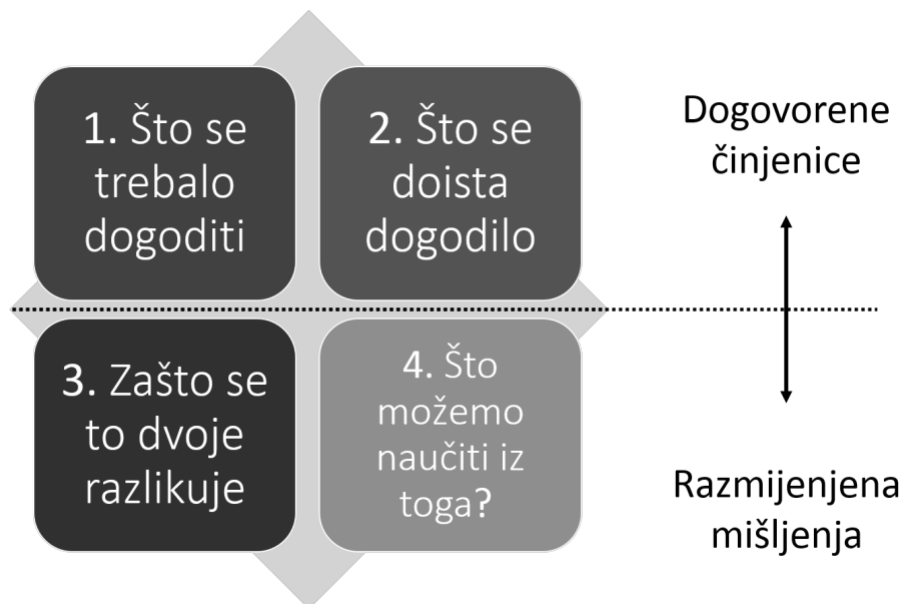 1. Što se
trebalo
dogoditi
2. Što se
doista
dogodilo
Dogovorene
činjenice
3. Zašto se
to dvoje
razlikuje
4. Što
možemo
naučiti iz
toga?
Razmijenjena
mišljenja